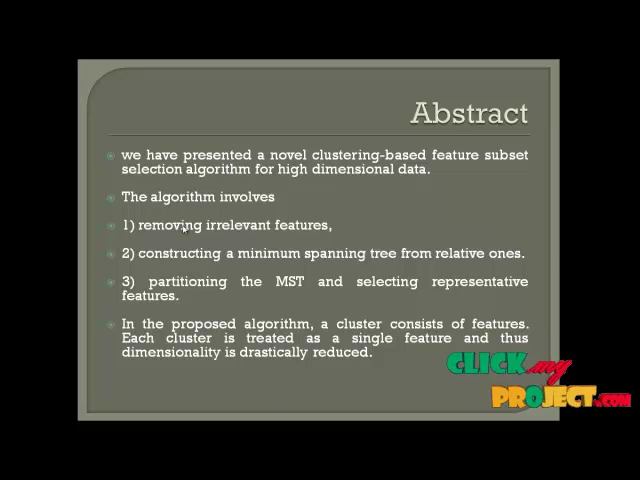 Abstract
we have presented a novel clustering-based feature subset
selection algorithm for high dimensional data.
The algorithm involves
1) removing irrelevant features,
2) constructing a minimum spanning tree from relative ones.
3) partitioning the MST and selecting representative
features.
In the proposed algorithm, a cluster consists of features.
Each cluster is treated as a single feature and thus
dimensionality is drastically reduced.
CLICK my
PROJECT.COM